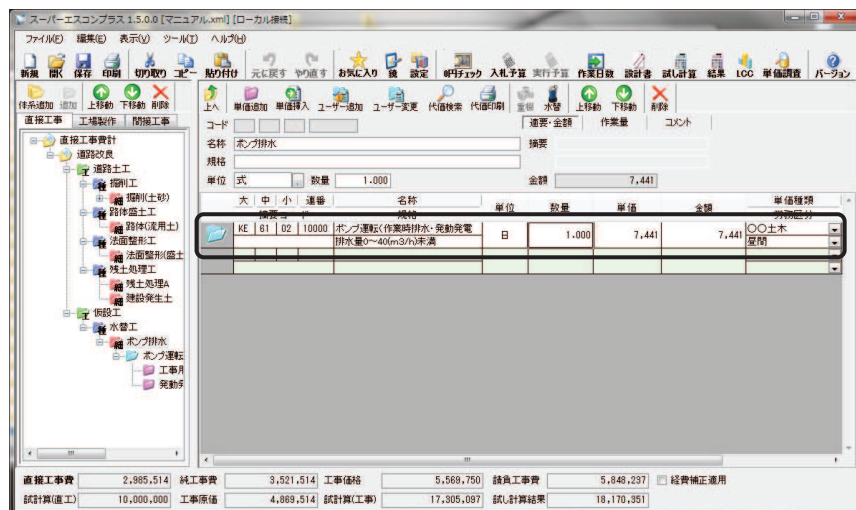 スーパーエスコンプラス 1.5.0.0 [マニュアル.xml] [ローカル接続]
ファイル(F) 編集(E) 表示(V) ツール(T) ヘルプ(H)
新規 開く 保存 印刷 切り取り コピー 貼り付け 元に戻す やり直す お気に入り 鏡 設定 0円チェック 入札予算 実行予算 作業日数 設計書 試し計算 結果 LCC 単価調査 バージョン
体系追加 追加 上移動 下移動 削除
上へ 単価追加 単価挿入 ユーザー追加 ユーザー変更 代価検索 代価印刷 重機 水替 上移動 下移動 削除
直接工事 工場製作 間接工事
コード
摘要・金額 作業量 コメント
名称 ポンプ排水 摘要
規格
単位 式 数量 1.000 金額 7,441
直接工事費計
道路改良
道路土工
掘削工
掘削(土砂)
路体盛土工
路体(流用土)
法面整形工
法面整形(盛土
残土処理工
残土処理A
建設発生土
仮設工
水替工
ポンプ排水
ポンプ運転
工事用
発動発
大 中 小 連番 名称 単位 数量 単価 金額 単価種類
摘要コード 規格 労務区分
KE 61 02 10000 ポンプ運転(作業時排水・発動発電 日 1.000 7,441 7,441 〇〇土木
排水量0~40(m3/h)未満 昼間
直接工事費 2,985,514 純工事費 3,521,514 工事価格 5,569,750 請負工事費 5,848,237 経費補正適用
試計算(直工) 10,000,000 工事原価 4,869,514 試計算(工事) 17,305,097 試し計算結果 18,170,351